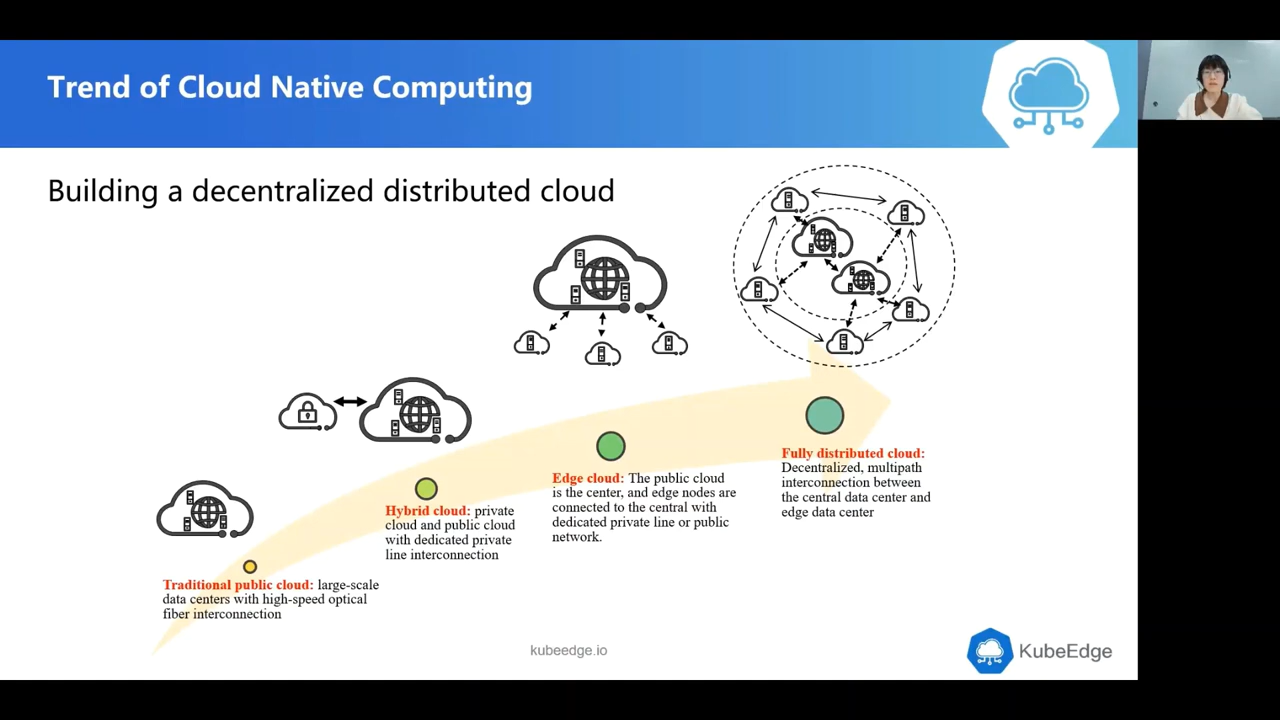 Trend of Cloud Native Computing
Building a decentralized distributed cloud
Traditional public cloud: large-scale
data centers with high-speed optical
fiber interconnection
Hybrid cloud: private
cloud and public cloud
with dedicated private
line interconnection
Edge cloud: The public cloud
is the center, and edge nodes are
connected to the central with
dedicated private line or public
network.
Fully distributed cloud:
Decentralized, multipath
interconnection between
the central data center and
edge data center
kubeedge.io
KubeEdge